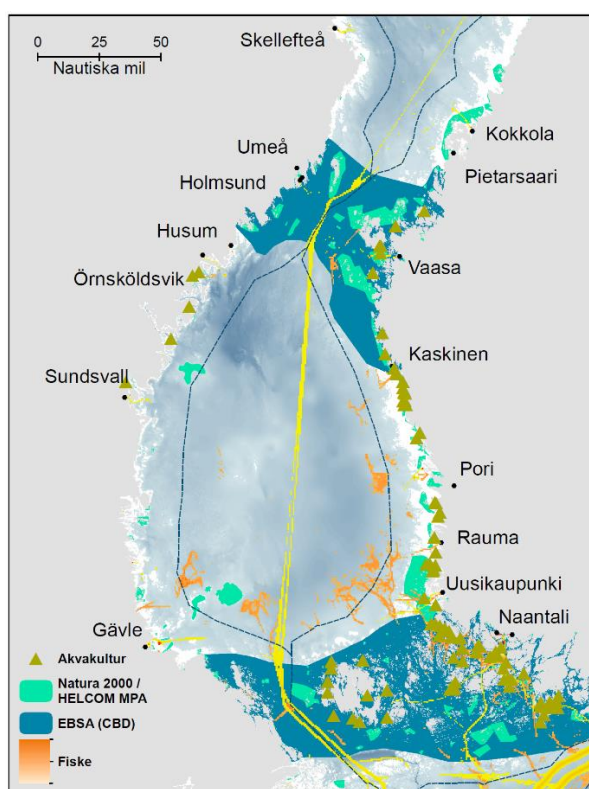 Skellefteå
0 25 50
Nautiska mil
Kokkola
Umeå
Pietarsaari
Holmsund
Husum
Vaasa
Örnsköldsvik
Kaskinen
Sundsvall
Pori
Rauma
Uusikaupunki
Naantali
Gävle
Akvakultur
Natura 2000 /
HELCOM MPA
EBSA (CBD)
Fiske